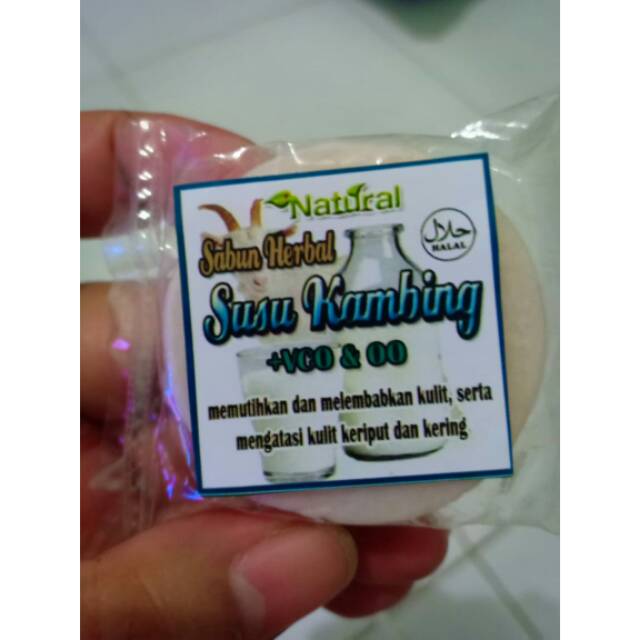 Natural
Sabun Herbal
حلال
HALAL
Susu Kambing
+VCO & OO
memutihkan dan melembabkan kulit, serta
mengatasi kulit keriput dan kering